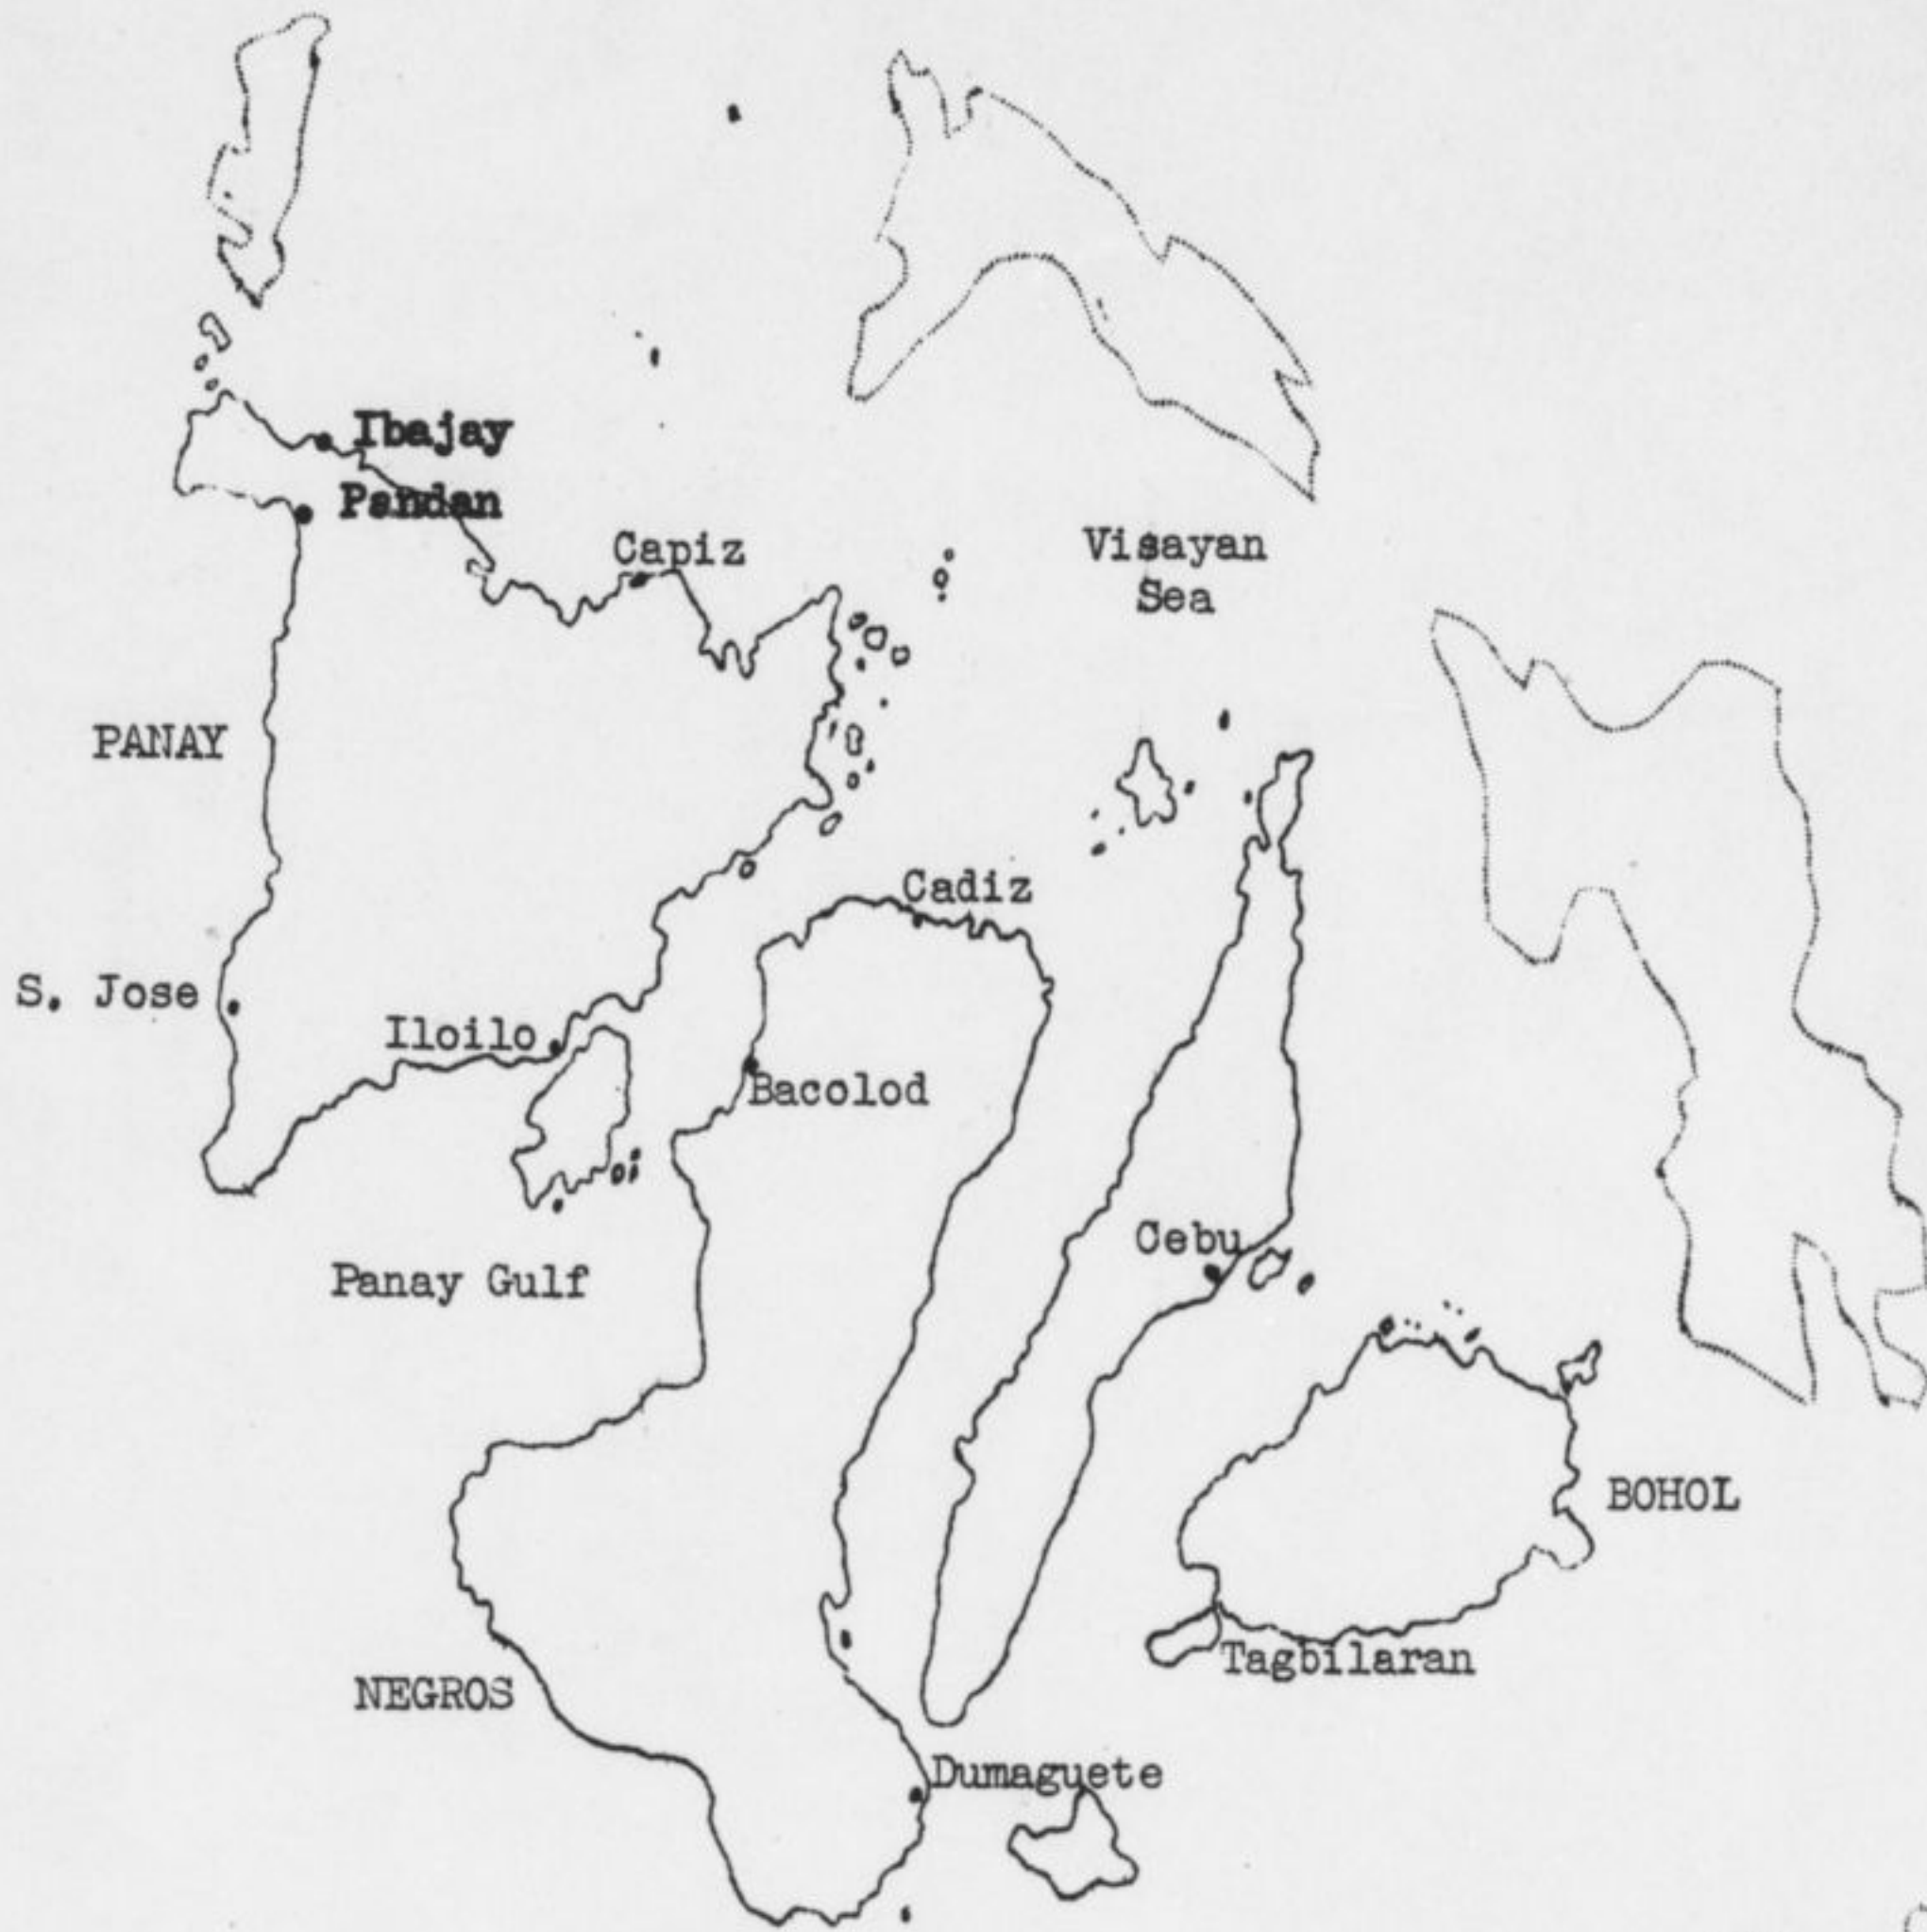 Ibajay
Pandan
Capiz
Visayan
Sea
PANAY
Cadiz
S. Jose
Iloilo
Bacolod
Cebu
Panay Gulf
BOHOL
Tagbilaran
NEGROS
Dumaguete